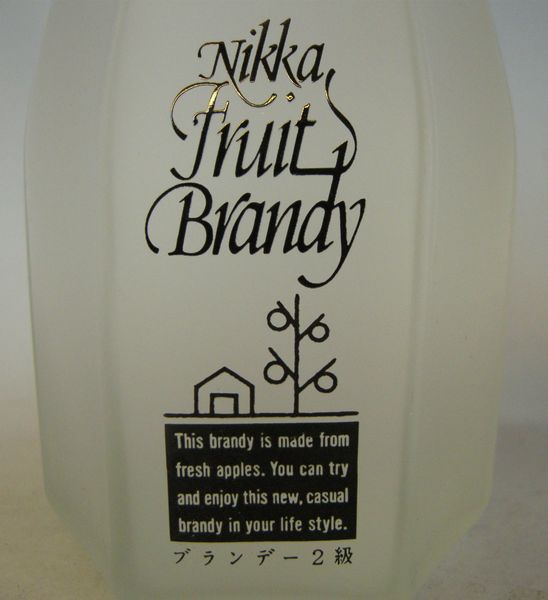 Nikka
Fruit
Brandy
This brandy is made from
fresh apples. You can try
and enjoy this new, casual
brandy in your life style.
ブランデー2級